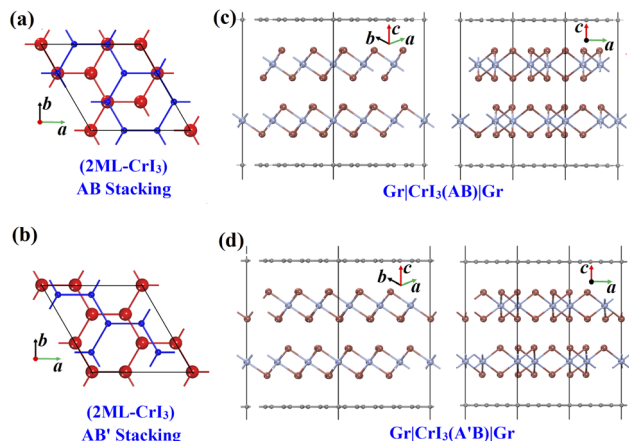 (a)
b
a
(2ML-CrI₃)
AB Stacking
(c)
c
b
a
c
a
Gr|CrI₃(AB)|Gr
(b)
b
a
(2ML-CrI₃)
AB' Stacking
(d)
c
b
a
c
a
Gr|CrI₃(A'B)|Gr